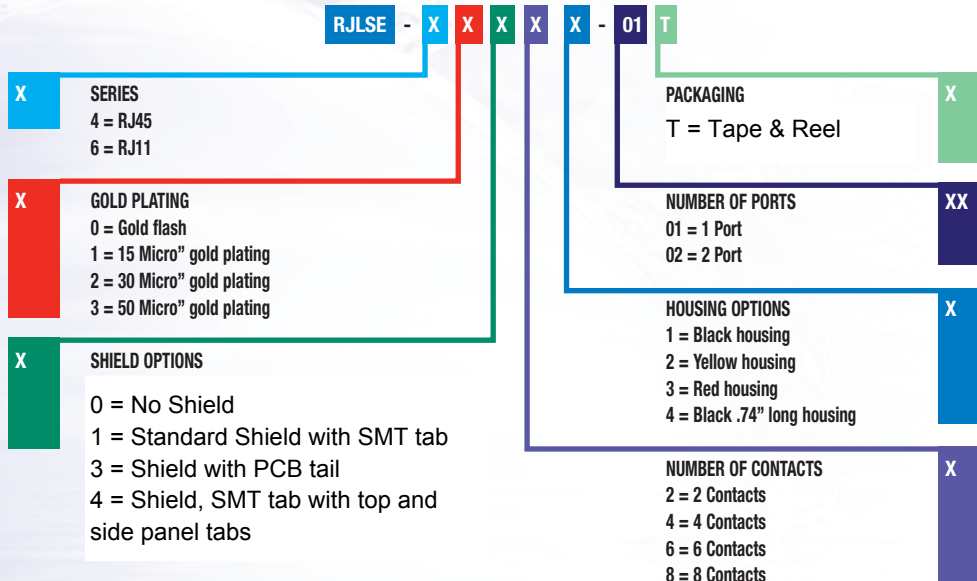 RJLSE - X X X X X - 01 T
X
SERIES
4 = RJ45
6 = RJ11
X
GOLD PLATING
0 = Gold flash
1 = 15 Micro” gold plating
2 = 30 Micro” gold plating
3 = 50 Micro” gold plating
X
SHIELD OPTIONS
0 = No Shield
1 = Standard Shield with SMT tab
3 = Shield with PCB tail
4 = Shield, SMT tab with top and
side panel tabs
PACKAGING
X
T = Tape & Reel
NUMBER OF PORTS
XX
01 = 1 Port
02 = 2 Port
HOUSING OPTIONS
X
1 = Black housing
2 = Yellow housing
3 = Red housing
4 = Black .74” long housing
NUMBER OF CONTACTS
X
2 = 2 Contacts
4 = 4 Contacts
6 = 6 Contacts
8 = 8 Contacts